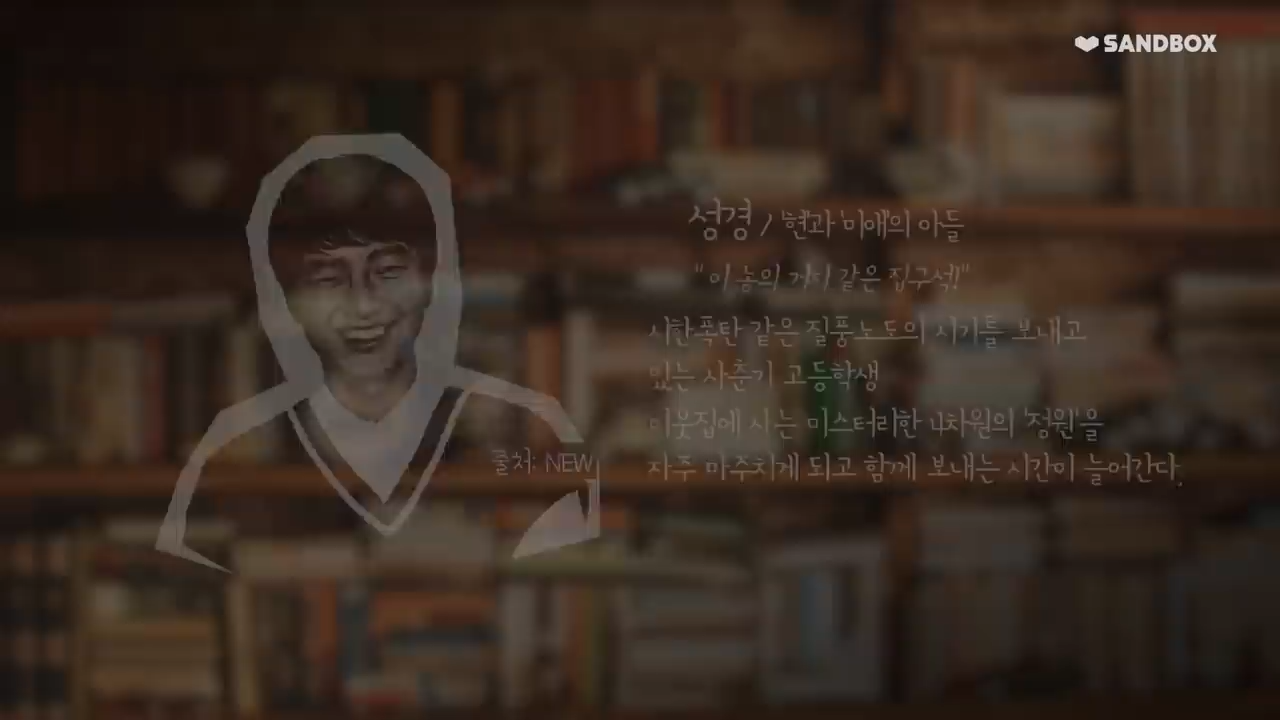 SANDBOX
성경 / '현'과 '미애'의 아들
"이 놈의 거지 같은 집구석!"
시한폭탄 같은 질풍노도의 시기를 보내고
있는 사춘기 고등학생
이웃집에 사는 미스터리한 4차원의 '정원'을
자주 마주치게 되고 함께 보내는 시간이 늘어간다.
출처: NEW